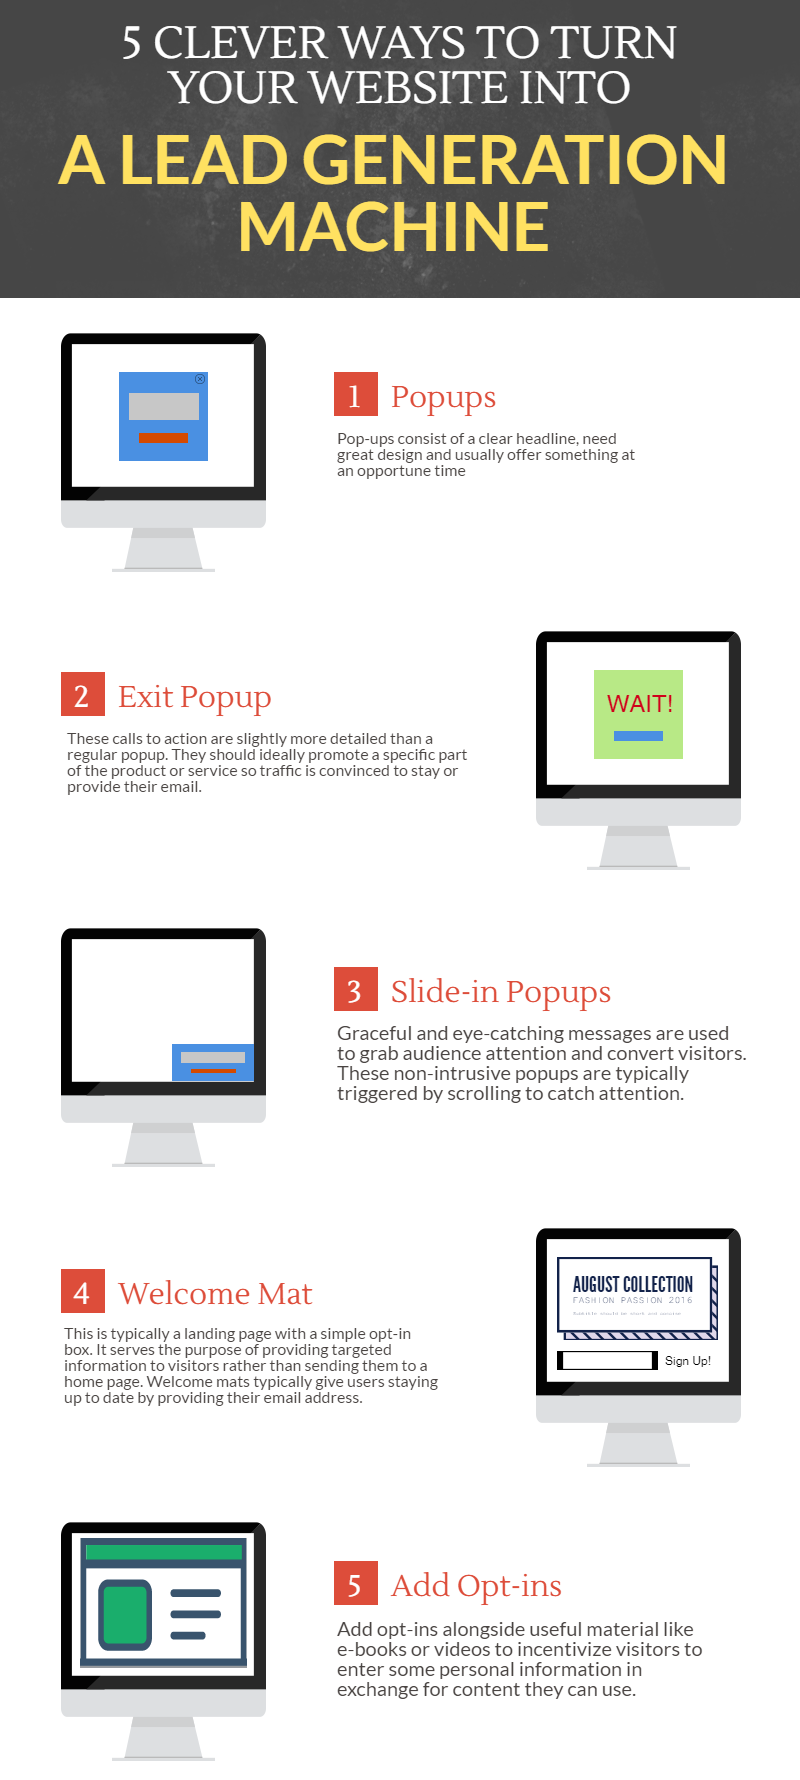 5 CLEVER WAYS TO TURN
YOUR WEBSITE INTO
A LEAD GENERATION
MACHINE
1 Popups
Pop-ups consist of a clear headline, need
great design and usually offer something at
an opportune time
2 Exit Popup
These calls to action are slightly more detailed than a
regular popup. They should ideally promote a specific part
of the product or service so traffic is convinced to stay or
provide their email.
WAIT!
3 Slide-in Popups
Graceful and eye-catching messages are used
to grab audience attention and convert visitors.
These non-intrusive popups are typically
triggered by scrolling to catch attention.
4 Welcome Mat
This is typically a landing page with a simple opt-in
box. It serves the purpose of providing targeted
information to visitors rather than sending them to a
home page. Welcome mats typically give users staying
up to date by providing their email address.
AUGUST COLLECTION
FASHION PASSION 2016
Sign Up!
5 Add Opt-ins
Add opt-ins alongside useful material like
e-books or videos to incentivize visitors to
enter some personal information in
exchange for content they can use.